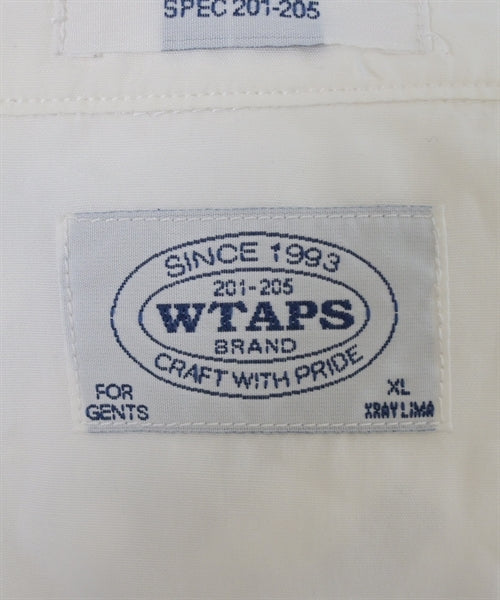 SPEC 201-205
SINCE 1993
201-205
WTAPS
BRAND
CRAFT WITH PRIDE
FOR
GENTS
XL
XRAY LIMA